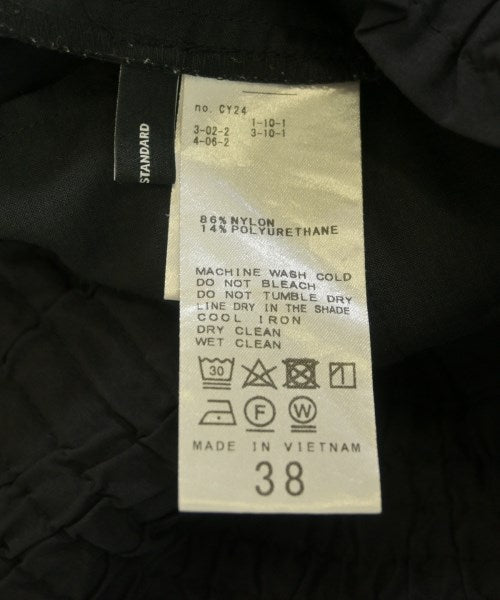 STANDARD
no. CY24
1-10-1
3-02-2 3-10-1
4-06-2
86% NYLON
14% POLYURETHANE
MACHINE WASH COLD
DO NOT BLEACH
DO NOT TUMBLE DRY
LINE DRY IN THE SHADE
COOL IRON
DRY CLEAN
WET CLEAN
30
F W
MADE IN VIETNAM
38